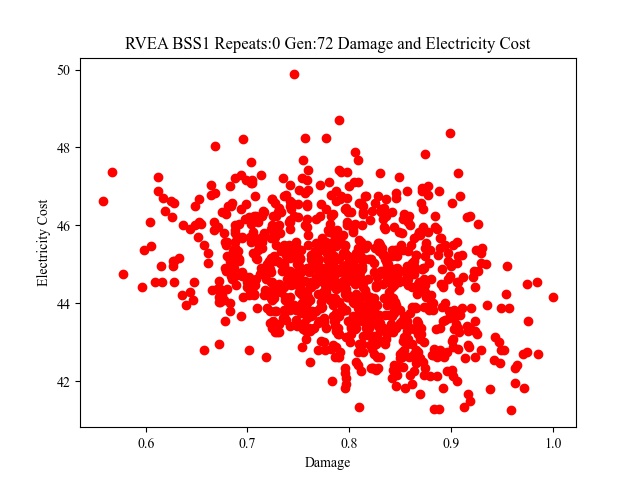 RVEA BSS1 Repeats:0 Gen:72 Damage and Electricity Cost
50
48
46
44
42
Electricity Cost
0.6 0.7 0.8 0.9 1.0
Damage